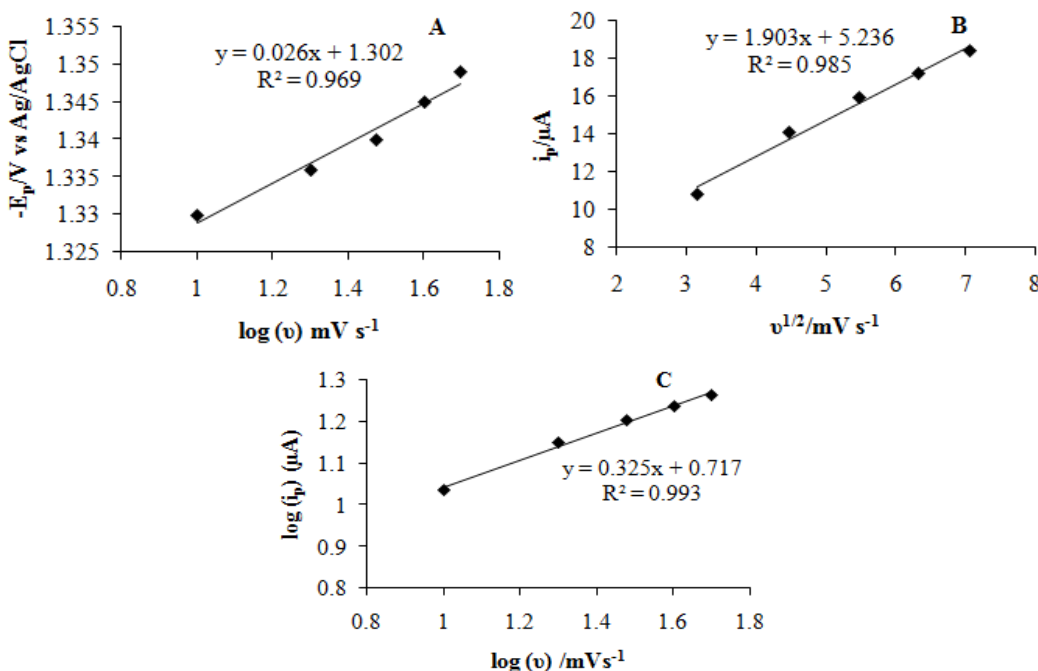 A
y = 0.026x + 1.302
R² = 0.969
-Eₚ/V vs Ag/AgCl
1.355
1.35
1.345
1.34
1.335
1.33
1.325
0.8 1 1.2 1.4 1.6 1.8
log (υ) mV s⁻¹
B
y = 1.903x + 5.236
R² = 0.985
iₚ/µA
20
18
16
14
12
10
8
2 3 4 5 6 7 8
υ¹/²/mV s⁻¹
C
y = 0.325x + 0.717
R² = 0.993
log (iₚ) (µA)
1.3
1.2
1.1
1
0.9
0.8
0.8 1 1.2 1.4 1.6 1.8
log (υ) /mVs⁻¹